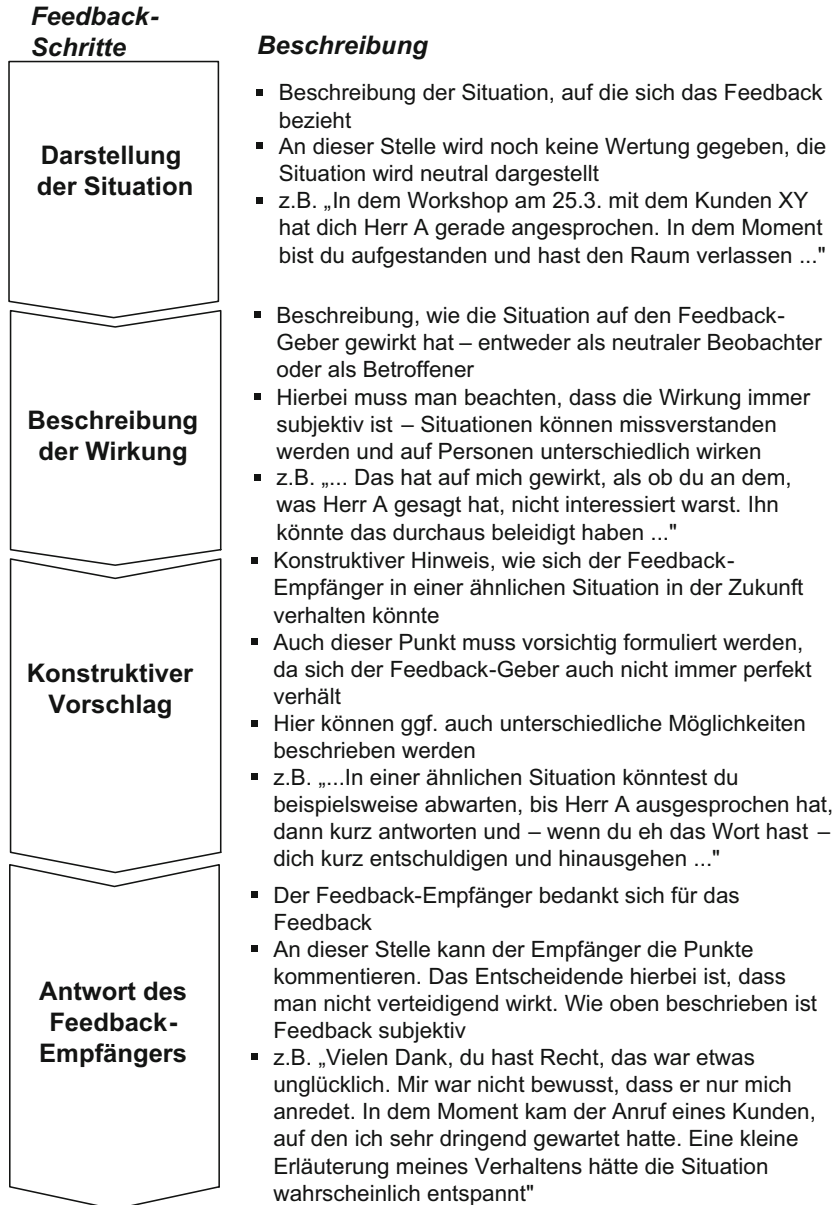 Feedback-
Schritte
Beschreibung
Darstellung
der Situation
▪ Beschreibung der Situation, auf die sich das Feedback
bezieht
▪ An dieser Stelle wird noch keine Wertung gegeben, die
Situation wird neutral dargestellt
▪ z.B. „In dem Workshop am 25.3. mit dem Kunden XY
hat dich Herr A gerade angesprochen. In dem Moment
bist du aufgestanden und hast den Raum verlassen ..."
Beschreibung
der Wirkung
▪ Beschreibung, wie die Situation auf den Feedback-
Geber gewirkt hat – entweder als neutraler Beobachter
oder als Betroffener
▪ Hierbei muss man beachten, dass die Wirkung immer
subjektiv ist – Situationen können missverstanden
werden und auf Personen unterschiedlich wirken
▪ z.B. „... Das hat auf mich gewirkt, als ob du an dem,
was Herr A gesagt hat, nicht interessiert warst. Ihn
könnte das durchaus beleidigt haben ..."
Konstruktiver
Vorschlag
▪ Konstruktiver Hinweis, wie sich der Feedback-
Empfänger in einer ähnlichen Situation in der Zukunft
verhalten könnte
▪ Auch dieser Punkt muss vorsichtig formuliert werden,
da sich der Feedback-Geber auch nicht immer perfekt
verhält
▪ Hier können ggf. auch unterschiedliche Möglichkeiten
beschrieben werden
▪ z.B. „...In einer ähnlichen Situation könntest du
beispielsweise abwarten, bis Herr A ausgesprochen hat,
dann kurz antworten und – wenn du eh das Wort hast –
dich kurz entschuldigen und hinausgehen ..."
Antwort des
Feedback-
Empfängers
▪ Der Feedback-Empfänger bedankt sich für das
Feedback
▪ An dieser Stelle kann der Empfänger die Punkte
kommentieren. Das Entscheidende hierbei ist, dass
man nicht verteidigend wirkt. Wie oben beschrieben ist
Feedback subjektiv
▪ z.B. „Vielen Dank, du hast Recht, das war etwas
unglücklich. Mir war nicht bewusst, dass er nur mich
anredet. In dem Moment kam der Anruf eines Kunden,
auf den ich sehr dringend gewartet hatte. Eine kleine
Erläuterung meines Verhaltens hätte die Situation
wahrscheinlich entspannt"